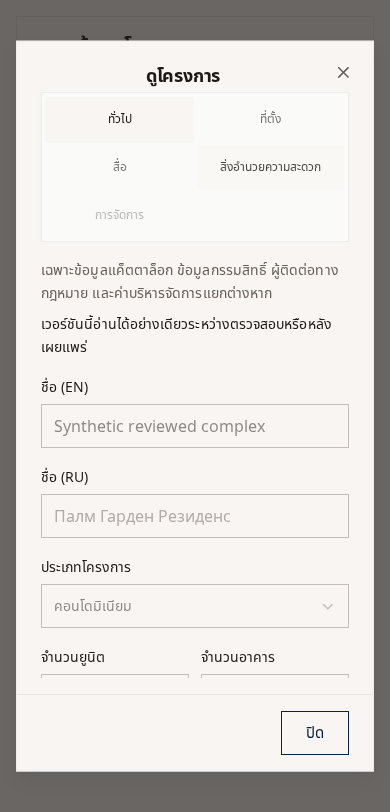 ดูโครงการ
ทั่วไป
ที่ตั้ง
สื่อ
สิ่งอำนวยความสะดวก
การจัดการ
เฉพาะข้อมูลแค็ตตาล็อก ข้อมูลกรรมสิทธิ์ ผู้ติดต่อทาง
กฎหมาย และค่าบริหารจัดการแยกต่างหาก
เวอร์ชันนี้อ่านได้อย่างเดียวระหว่างตรวจสอบหรือหลัง
เผยแพร่
ชื่อ (EN)
Synthetic reviewed complex
ชื่อ (RU)
Палм Гарден Резиденс
ประเภทโครงการ
คอนโดมิเนียม
จำนวนยูนิต
จำนวนอาคาร
ปิด